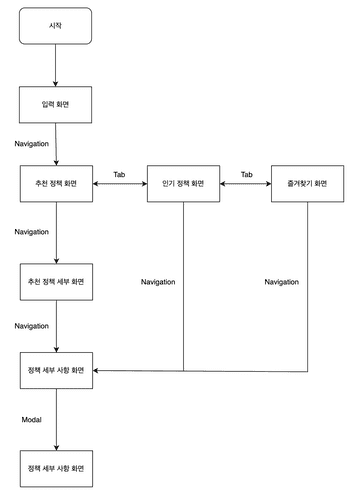 시작
입력 화면
Navigation
추천 정책 화면
Tab
인기 정책 화면
Tab
즐겨찾기 화면
Navigation
추천 정책 세부 화면
Navigation
Navigation
Navigation
정책 세부 사항 화면
Modal
정책 세부 사항 화면